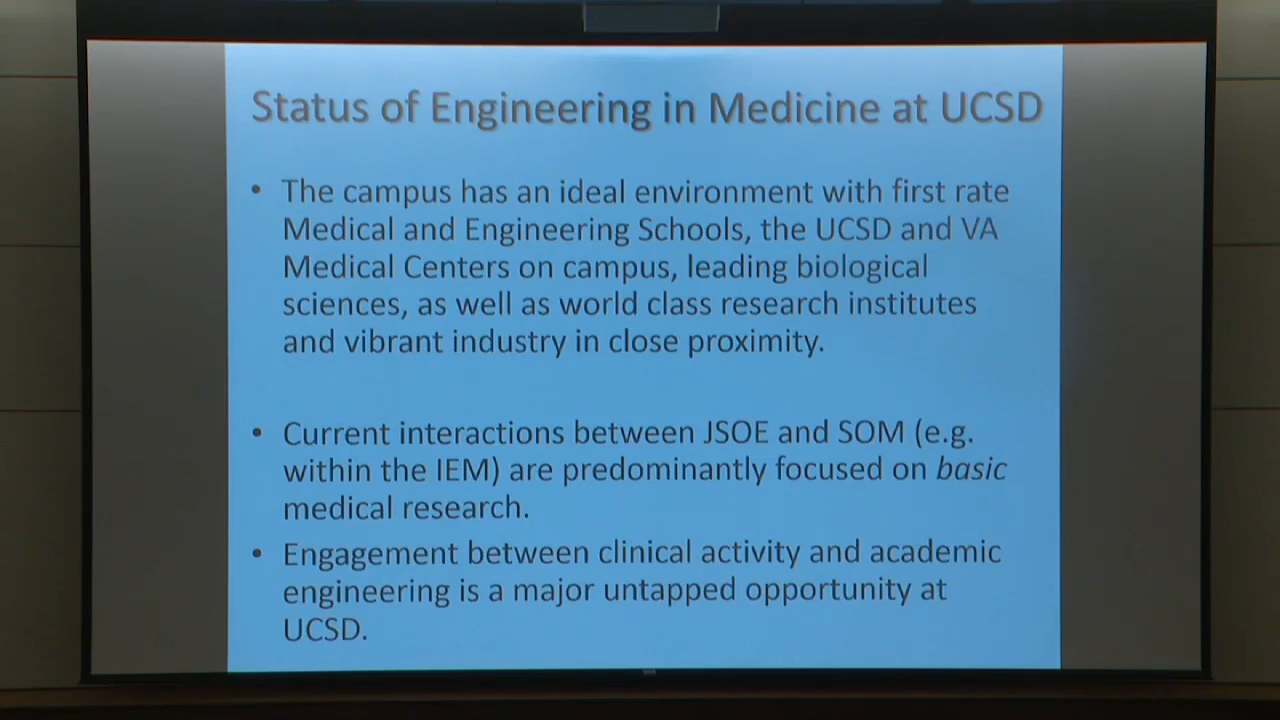 Status of Engineering in Medicine at UCSD
• The campus has an ideal environment with first rate
Medical and Engineering Schools, the UCSD and VA
Medical Centers on campus, leading biological
sciences, as well as world class research institutes
and vibrant industry in close proximity.
• Current interactions between JSOE and SOM (e.g.
within the IEM) are predominantly focused on basic
medical research.
• Engagement between clinical activity and academic
engineering is a major untapped opportunity at
UCSD.